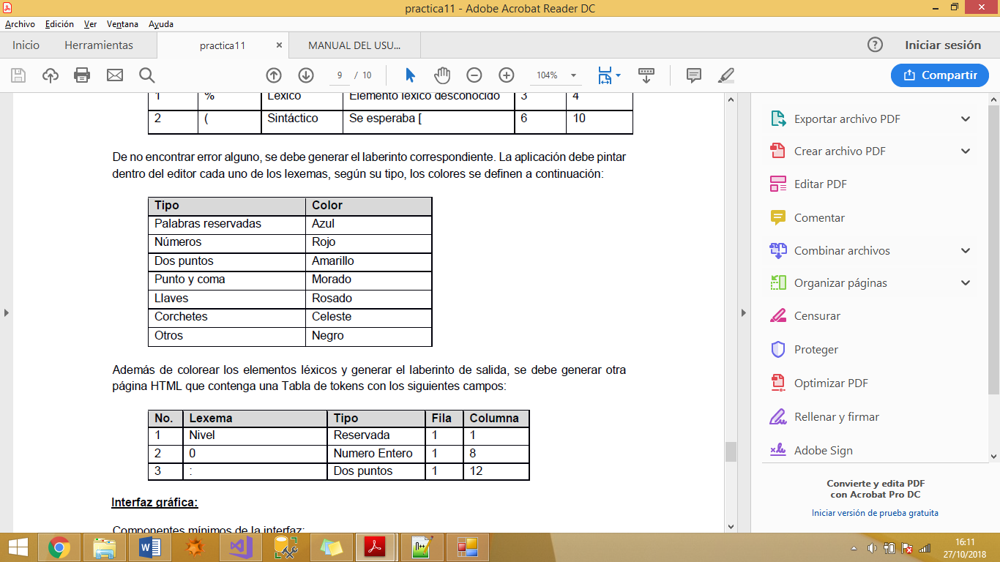 practica11 - Adobe Acrobat Reader DC
Archivo Edición Ver Ventana Ayuda
Inicio Herramientas practica11 × MANUAL DEL USU... ? Iniciar sesión
9 / 10 104% Compartir
1 % Léxico Elemento léxico desconocido 3 4
2 ( Sintáctico Se esperaba [ 6 10
De no encontrar error alguno, se debe generar el laberinto correspondiente. La aplicación debe pintar
dentro del editor cada uno de los lexemas, según su tipo, los colores se definen a continuación:
Tipo Color
Palabras reservadas Azul
Números Rojo
Dos puntos Amarillo
Punto y coma Morado
Llaves Rosado
Corchetes Celeste
Otros Negro
Además de colorear los elementos léxicos y generar el laberinto de salida, se debe generar otra
página HTML que contenga una Tabla de tokens con los siguientes campos:
No. Lexema Tipo Fila Columna
1 Nivel Reservada 1 1
2 0 Numero Entero 1 8
3 : Dos puntos 1 12
Interfaz gráfica:
Componentes mínimos de la interfaz:
Exportar archivo PDF
Crear archivo PDF
Editar PDF
Comentar
Combinar archivos
Organizar páginas
Censurar
Proteger
Optimizar PDF
Rellenar y firmar
Adobe Sign
Convierte y edita PDF
con Acrobat Pro DC
Iniciar versión de prueba gratuita
16:11
27/10/2018